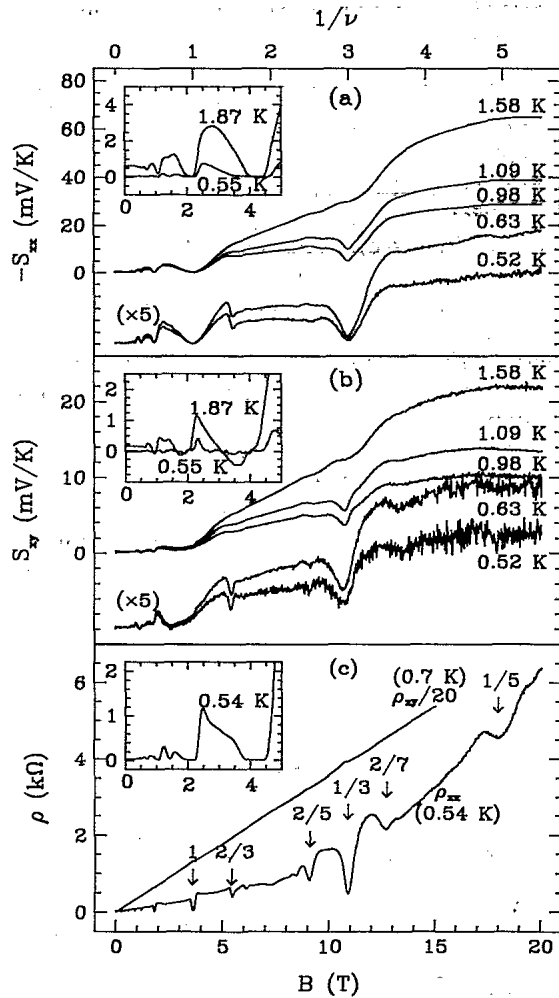 1/ν
0 1 2 3 4 5
(a)
80
60
40
20
0
-S_xx (mV/K)
4
2
0
0 2 4
1.87 K
0.55 K
1.58 K
1.09 K
0.98 K
0.63 K
0.52 K
(×5)
(b)
20
10
0
S_xy (mV/K)
2
1
0
0 2 4
1.87 K
0.55 K
1.58 K
1.09 K
0.98 K
0.63 K
0.52 K
(×5)
(c)
6
4
2
0
ρ (kΩ)
2
1
0
0 2 4
0.54 K
(0.7 K)
ρ_xy/20
1/5
2/7
1/3
2/5
2/3
1
ρ_xx
(0.54 K)
0 5 10 15 20
B (T)